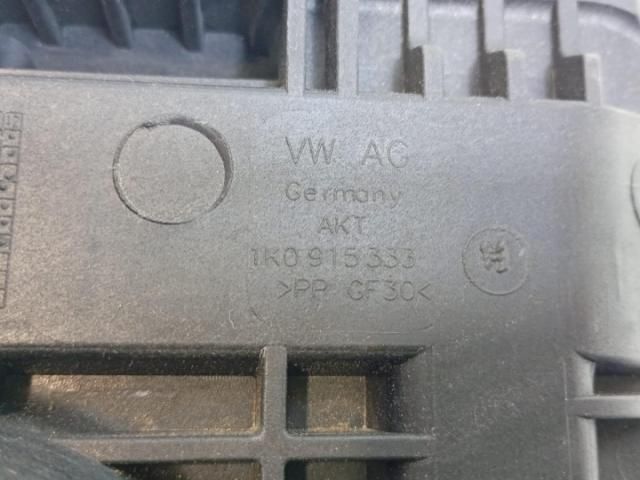 VW AG
Germany
AKT
1K0 915 333
>PP GF30<